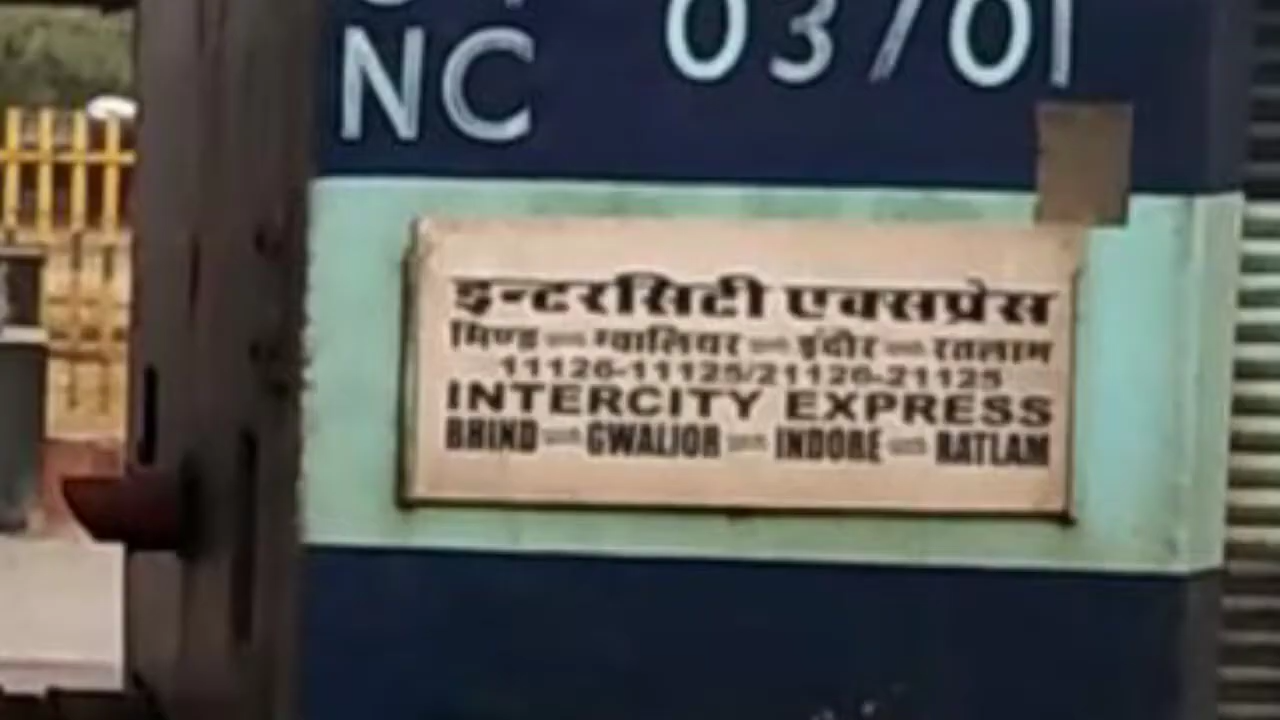 NC 03701
इन्टरसिटी एक्सप्रेस
भिण्ड ग्वालियर इंदौर रतलाम
11126-11125/21126-21125
INTERCITY EXPRESS
BHIND GWALIOR INDORE RATLAM